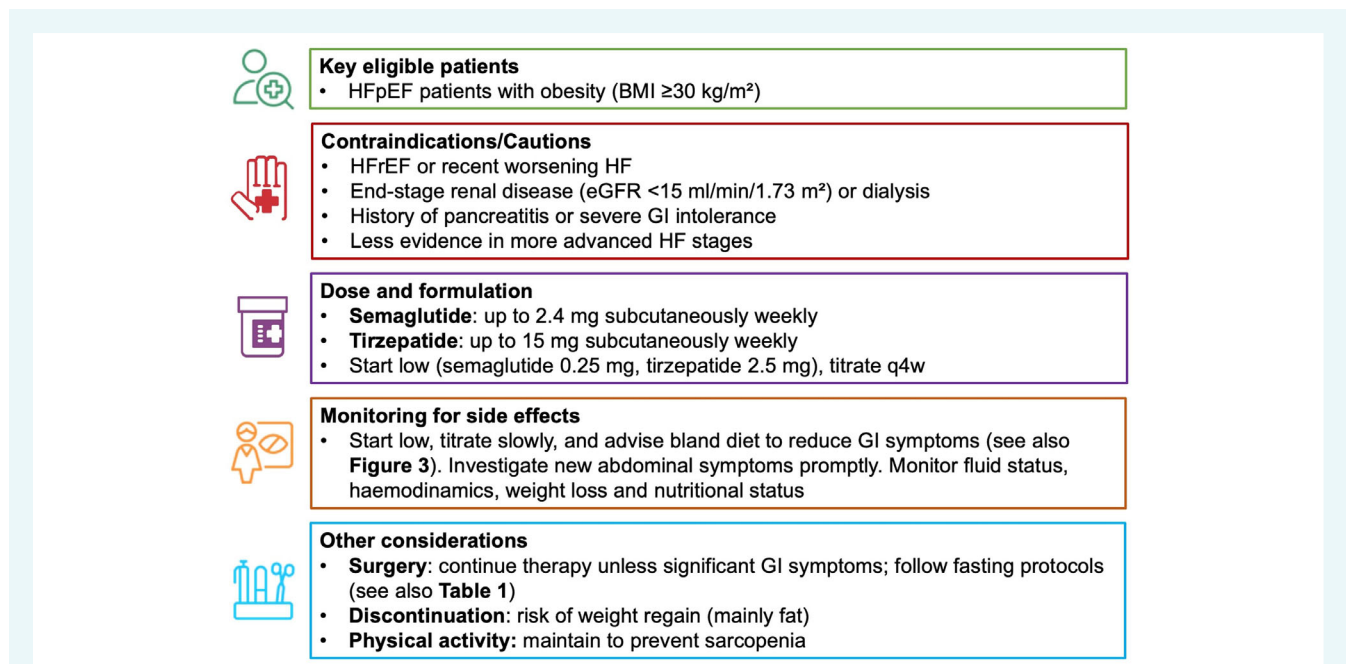 Key eligible patients
• HFpEF patients with obesity (BMI ≥30 kg/m²)
Contraindications/Cautions
• HFrEF or recent worsening HF
• End-stage renal disease (eGFR <15 ml/min/1.73 m²) or dialysis
• History of pancreatitis or severe GI intolerance
• Less evidence in more advanced HF stages
Dose and formulation
• Semaglutide: up to 2.4 mg subcutaneously weekly
• Tirzepatide: up to 15 mg subcutaneously weekly
• Start low (semaglutide 0.25 mg, tirzepatide 2.5 mg), titrate q4w
Monitoring for side effects
• Start low, titrate slowly, and advise bland diet to reduce GI symptoms (see also
Figure 3). Investigate new abdominal symptoms promptly. Monitor fluid status,
haemodinamics, weight loss and nutritional status
Other considerations
• Surgery: continue therapy unless significant GI symptoms; follow fasting protocols
(see also Table 1)
• Discontinuation: risk of weight regain (mainly fat)
• Physical activity: maintain to prevent sarcopenia